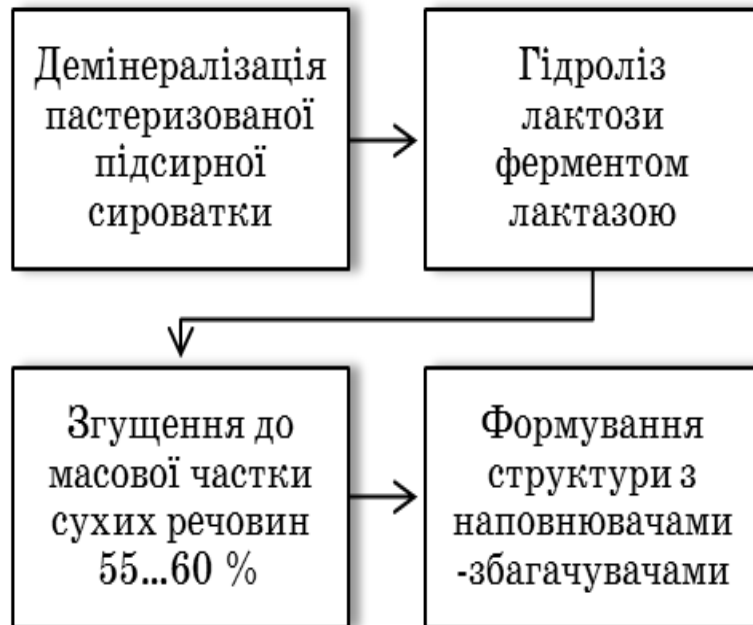 Демінералізація
пастеризованої
підсирної
сироватки
Гідроліз
лактози
ферментом
лактазою
Згущення до
масової частки
сухих речовин
55...60 %
Формування
структури з
наповнювачами
-збагачувачами